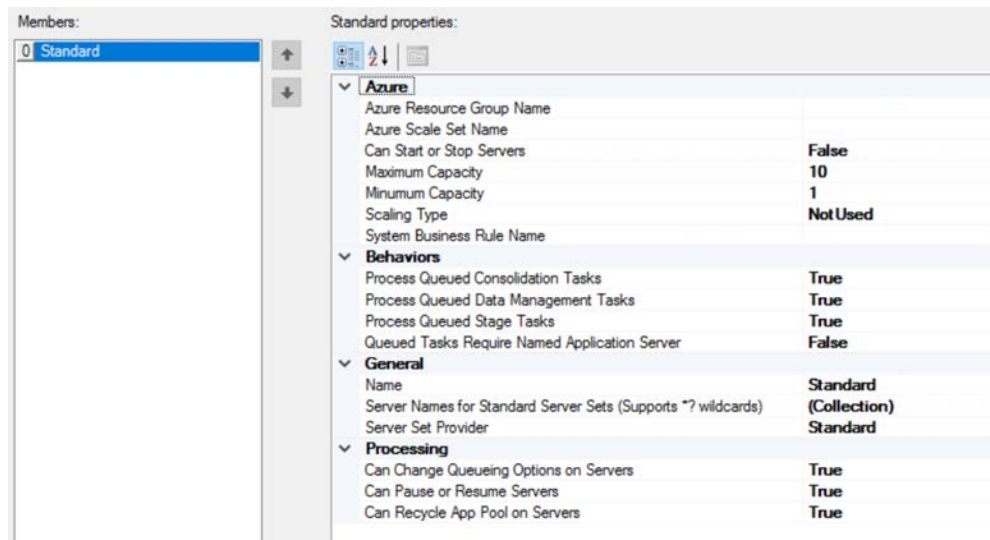 Members:
Standard properties:
0 Standard
Azure
Azure Resource Group Name
Azure Scale Set Name
Can Start or Stop Servers False
Maximum Capacity 10
Minumum Capacity 1
Scaling Type NotUsed
System Business Rule Name
Behaviors
Process Queued Consolidation Tasks True
Process Queued Data Management Tasks True
Process Queued Stage Tasks True
Queued Tasks Require Named Application Server False
General
Name Standard
Server Names for Standard Server Sets (Supports *? wildcards) (Collection)
Server Set Provider Standard
Processing
Can Change Queueing Options on Servers True
Can Pause or Resume Servers True
Can Recycle App Pool on Servers True